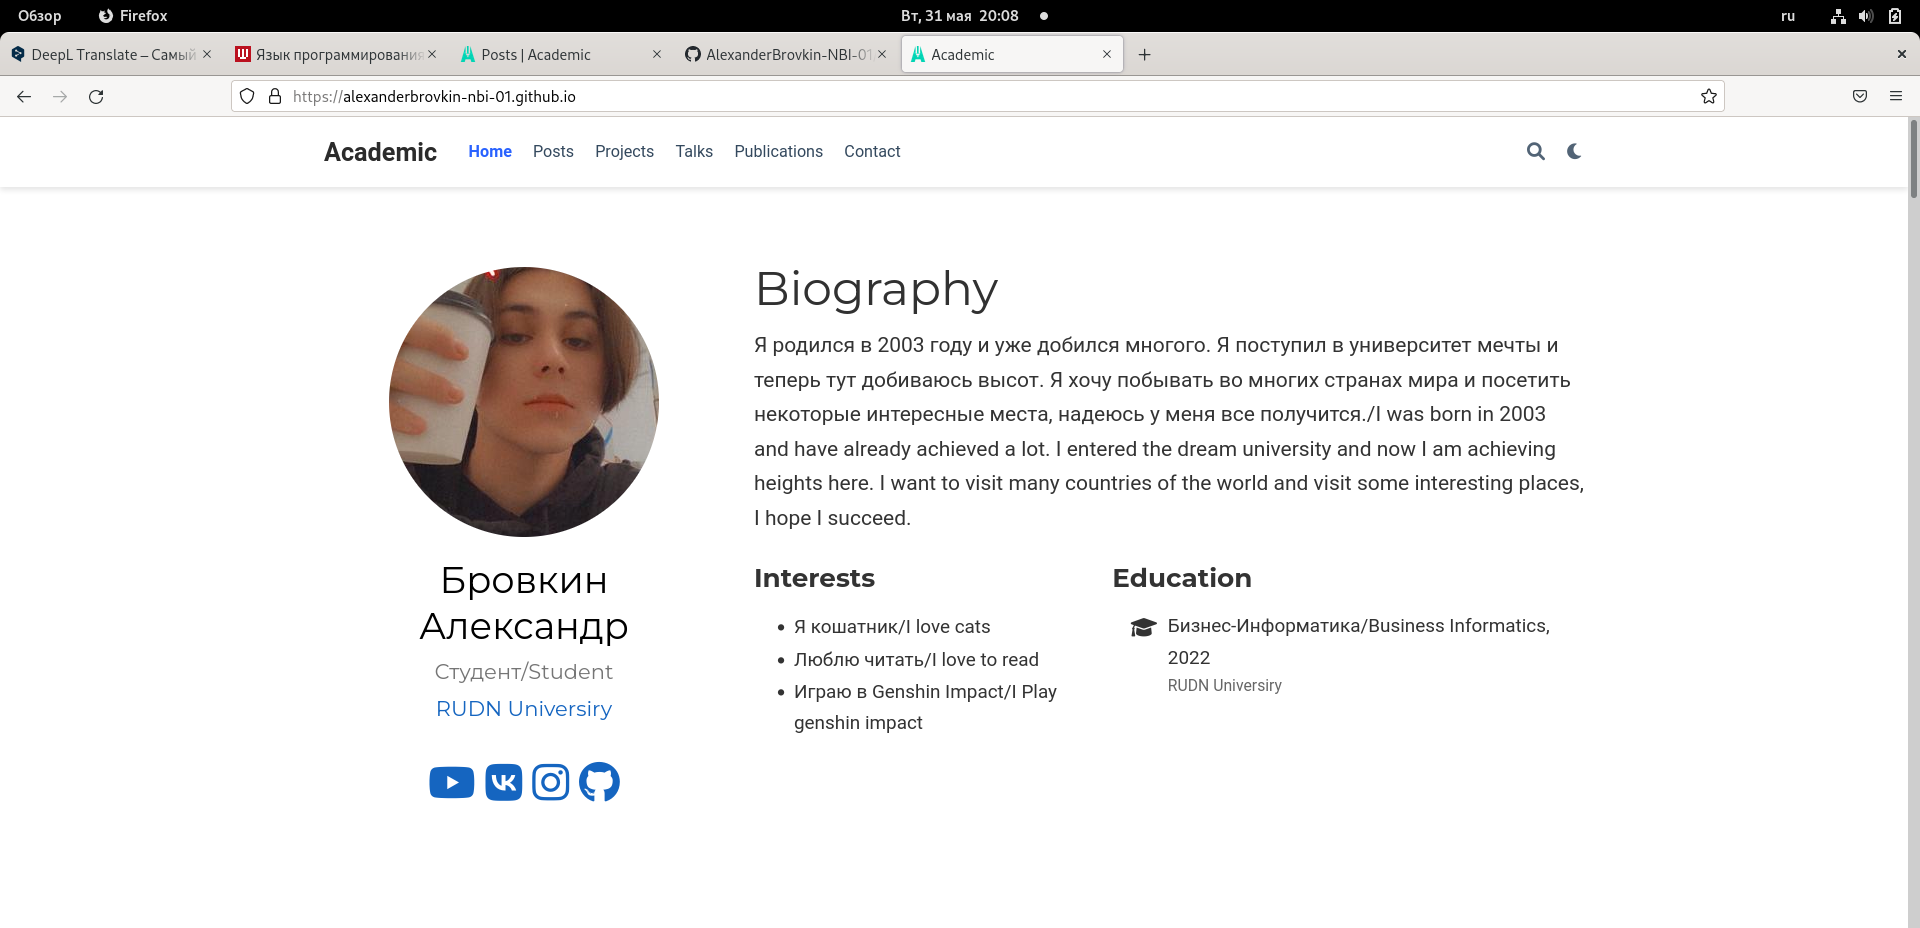 Обзор Firefox Вт, 31 мая 20:08 ru
DeepL Translate – Самый Язык программирования Posts | Academic AlexanderBrovkin-NBI-01 Academic
https://alexanderbrovkin-nbi-01.github.io
Academic Home Posts Projects Talks Publications Contact
Biography
Я родился в 2003 году и уже добился многого. Я поступил в университет мечты и
теперь тут добиваюсь высот. Я хочу побывать во многих странах мира и посетить
некоторые интересные места, надеюсь у меня все получится./I was born in 2003
and have already achieved a lot. I entered the dream university and now I am achieving
heights here. I want to visit many countries of the world and visit some interesting places,
I hope I succeed.
Бровкин
Александр
Студент/Student
RUDN Universiry
Interests
Я кошатник/I love cats
Люблю читать/I love to read
Играю в Genshin Impact/I Play
genshin impact
Education
Бизнес-Информатика/Business Informatics,
2022
RUDN Universiry